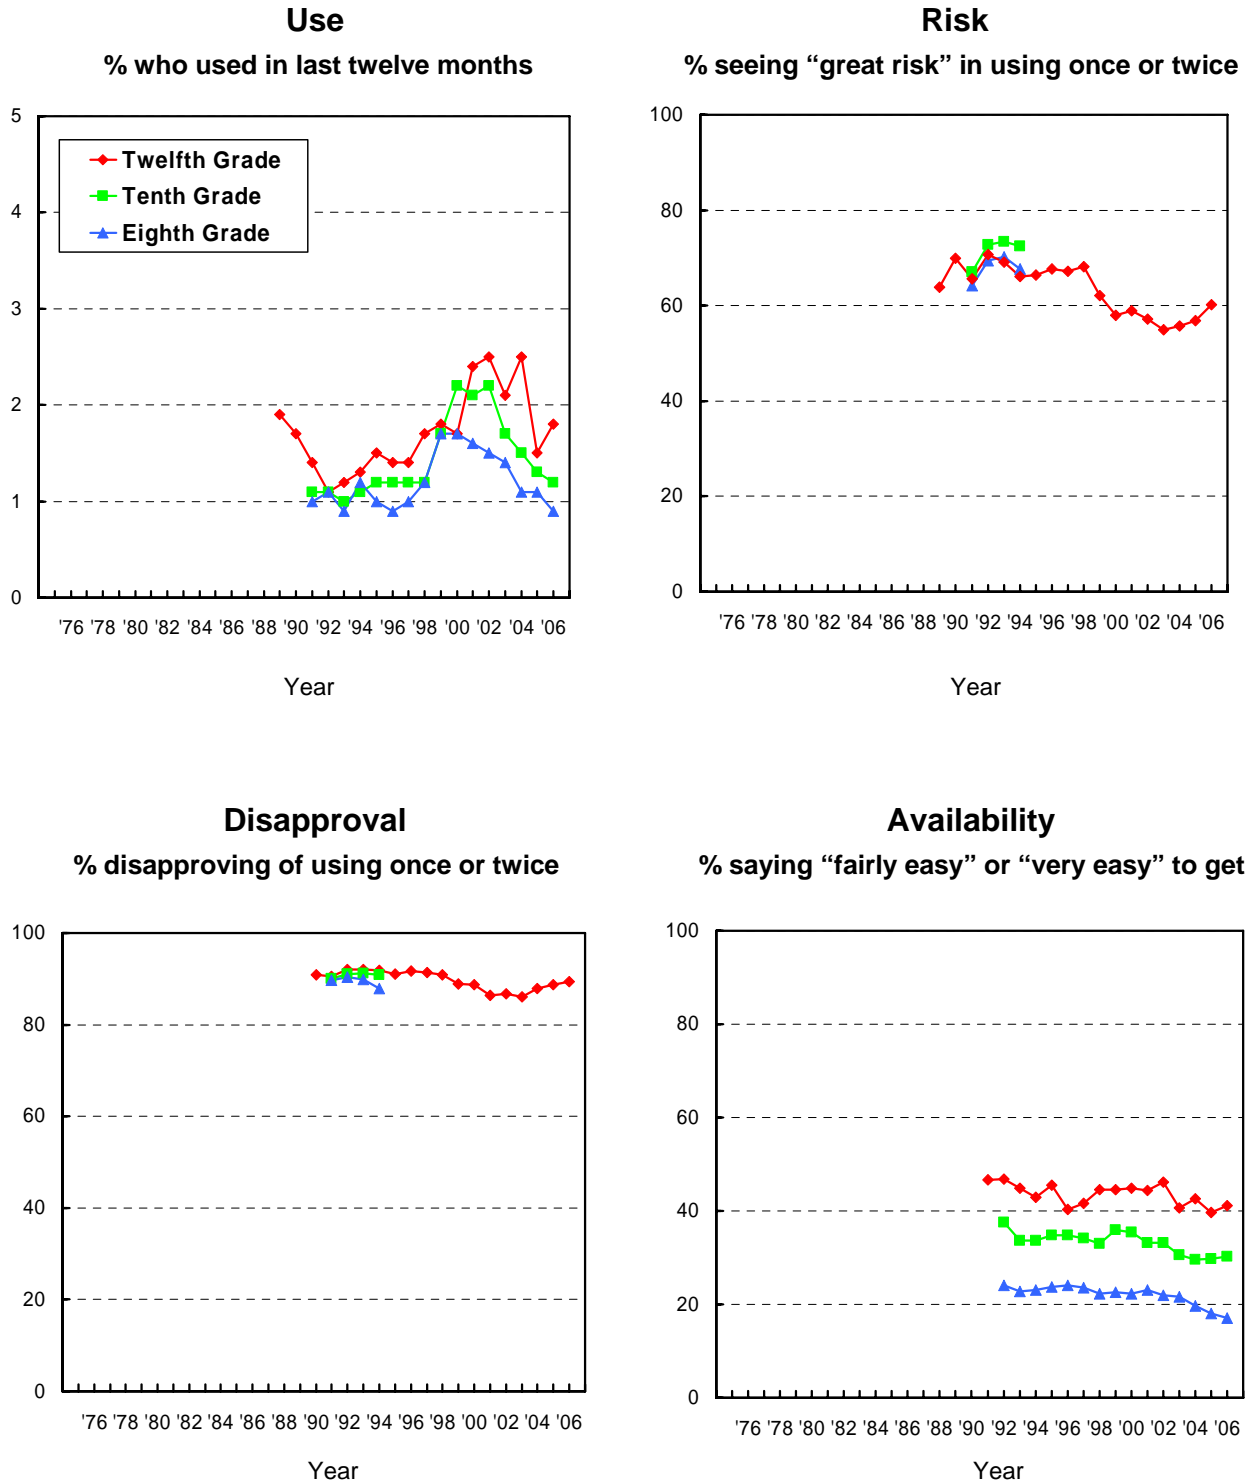 Use
% who used in last twelve months
5
4
3
2
1
0
Twelfth Grade
Tenth Grade
Eighth Grade
'76 '78 '80 '82 '84 '86 '88 '90 '92 '94 '96 '98 '00 '02 '04 '06
Year
Risk
% seeing “great risk” in using once or twice
100
80
60
40
20
0
'76 '78 '80 '82 '84 '86 '88 '90 '92 '94 '96 '98 '00 '02 '04 '06
Year
Disapproval
% disapproving of using once or twice
100
80
60
40
20
0
'76 '78 '80 '82 '84 '86 '88 '90 '92 '94 '96 '98 '00 '02 '04 '06
Year
Availability
% saying “fairly easy” or “very easy” to get
100
80
60
40
20
0
'76 '78 '80 '82 '84 '86 '88 '90 '92 '94 '96 '98 '00 '02 '04 '06
Year